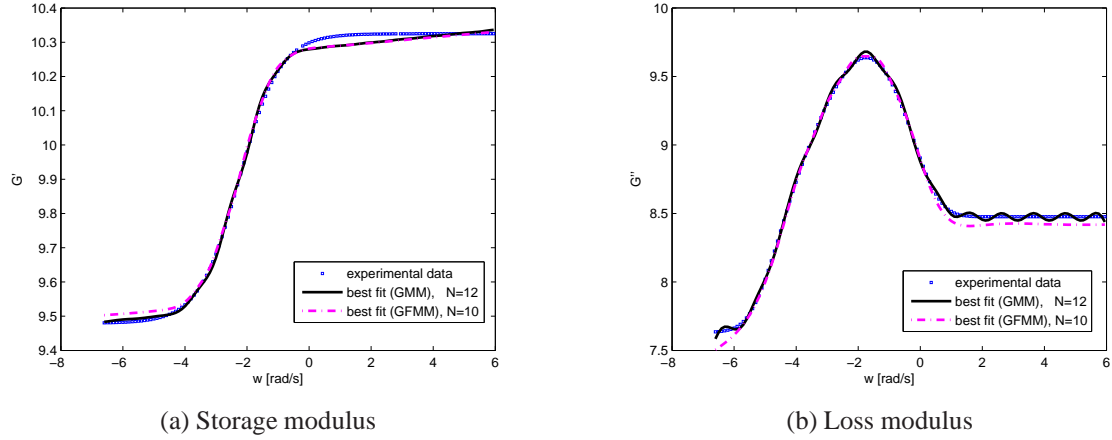 10.4
10.3
10.2
10.1
10
9.9
9.8
9.7
9.6
9.5
9.4
G'
−8
−6
−4
−2
0
2
4
6
w [rad/s]
experimental data
best fit (GMM), N=12
best fit (GFMM), N=10
(a) Storage modulus
10
9.5
9
8.5
8
7.5
G''
−8
−6
−4
−2
0
2
4
6
w [rad/s]
experimental data
best fit (GMM), N=12
best fit (GFMM), N=10
(b) Loss modulus